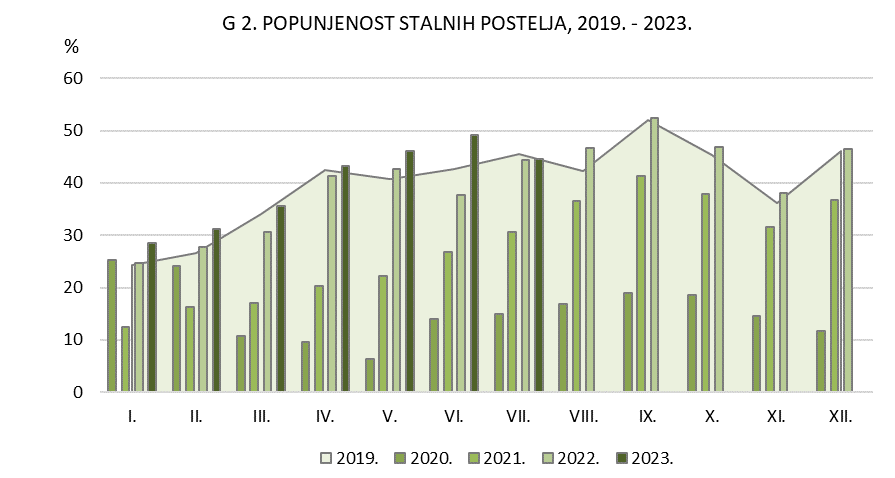 G 2. POPUNJENOST STALNIH POSTELJA, 2019. - 2023.
%
60
50
40
30
20
10
0
I. II. III. IV. V. VI. VII. VIII. IX. X. XI. XII.
2019. 2020. 2021. 2022. 2023.